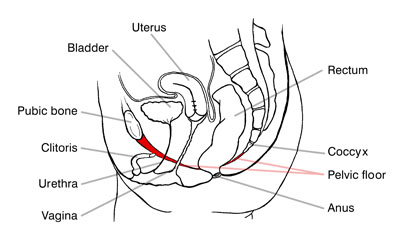 Uterus
Bladder
Rectum
Pubic bone
Clitoris
Coccyx
Urethra
Pelvic floor
Vagina
Anus